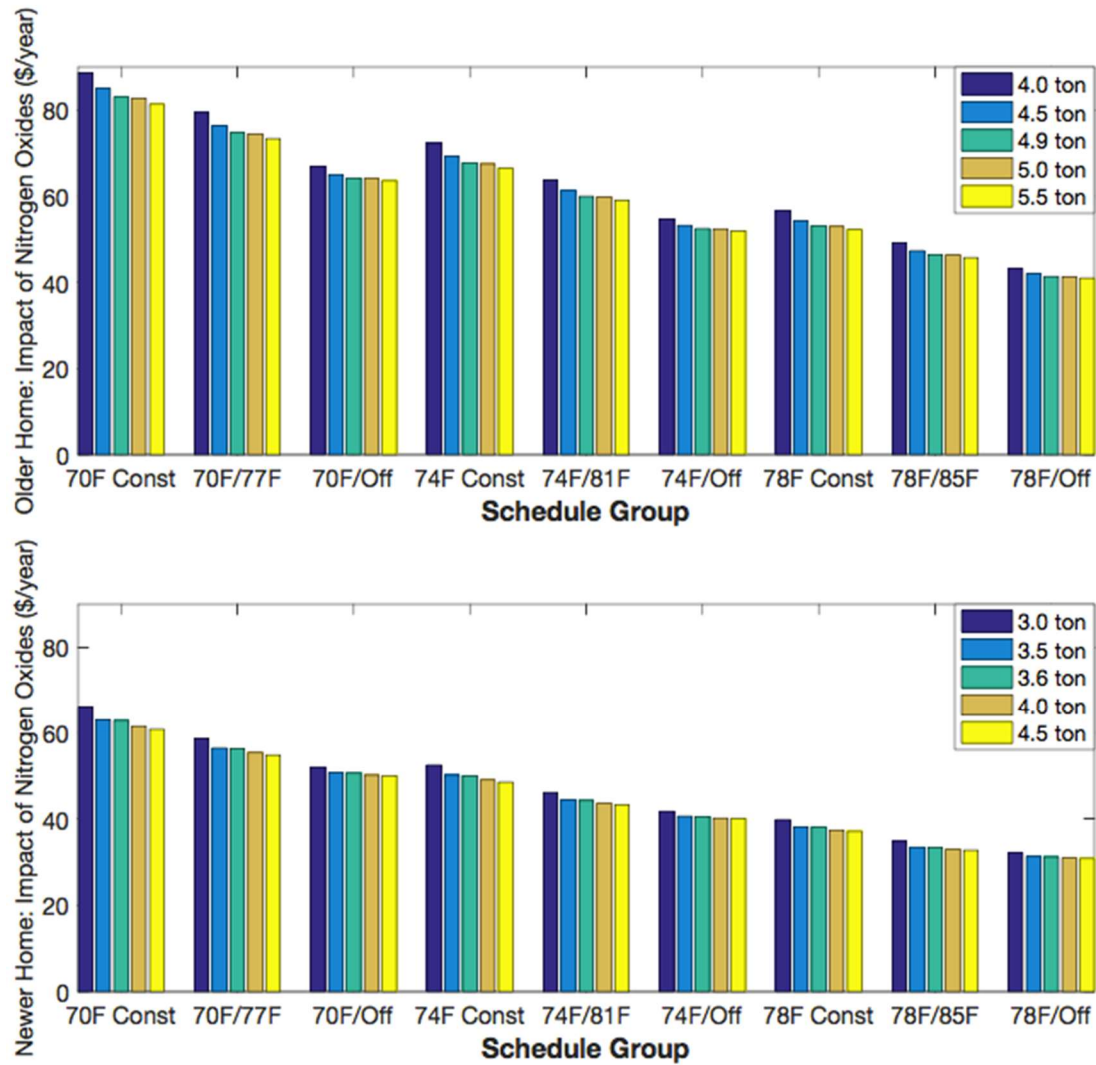 Older Home: Impact of Nitrogen Oxides ($/year)
80
60
40
20
0
4.0 ton
4.5 ton
4.9 ton
5.0 ton
5.5 ton
70F Const 70F/77F 70F/Off 74F Const 74F/81F 74F/Off 78F Const 78F/85F 78F/Off
Schedule Group
Newer Home: Impact of Nitrogen Oxides ($/year)
80
60
40
20
0
3.0 ton
3.5 ton
3.6 ton
4.0 ton
4.5 ton
70F Const 70F/77F 70F/Off 74F Const 74F/81F 74F/Off 78F Const 78F/85F 78F/Off
Schedule Group